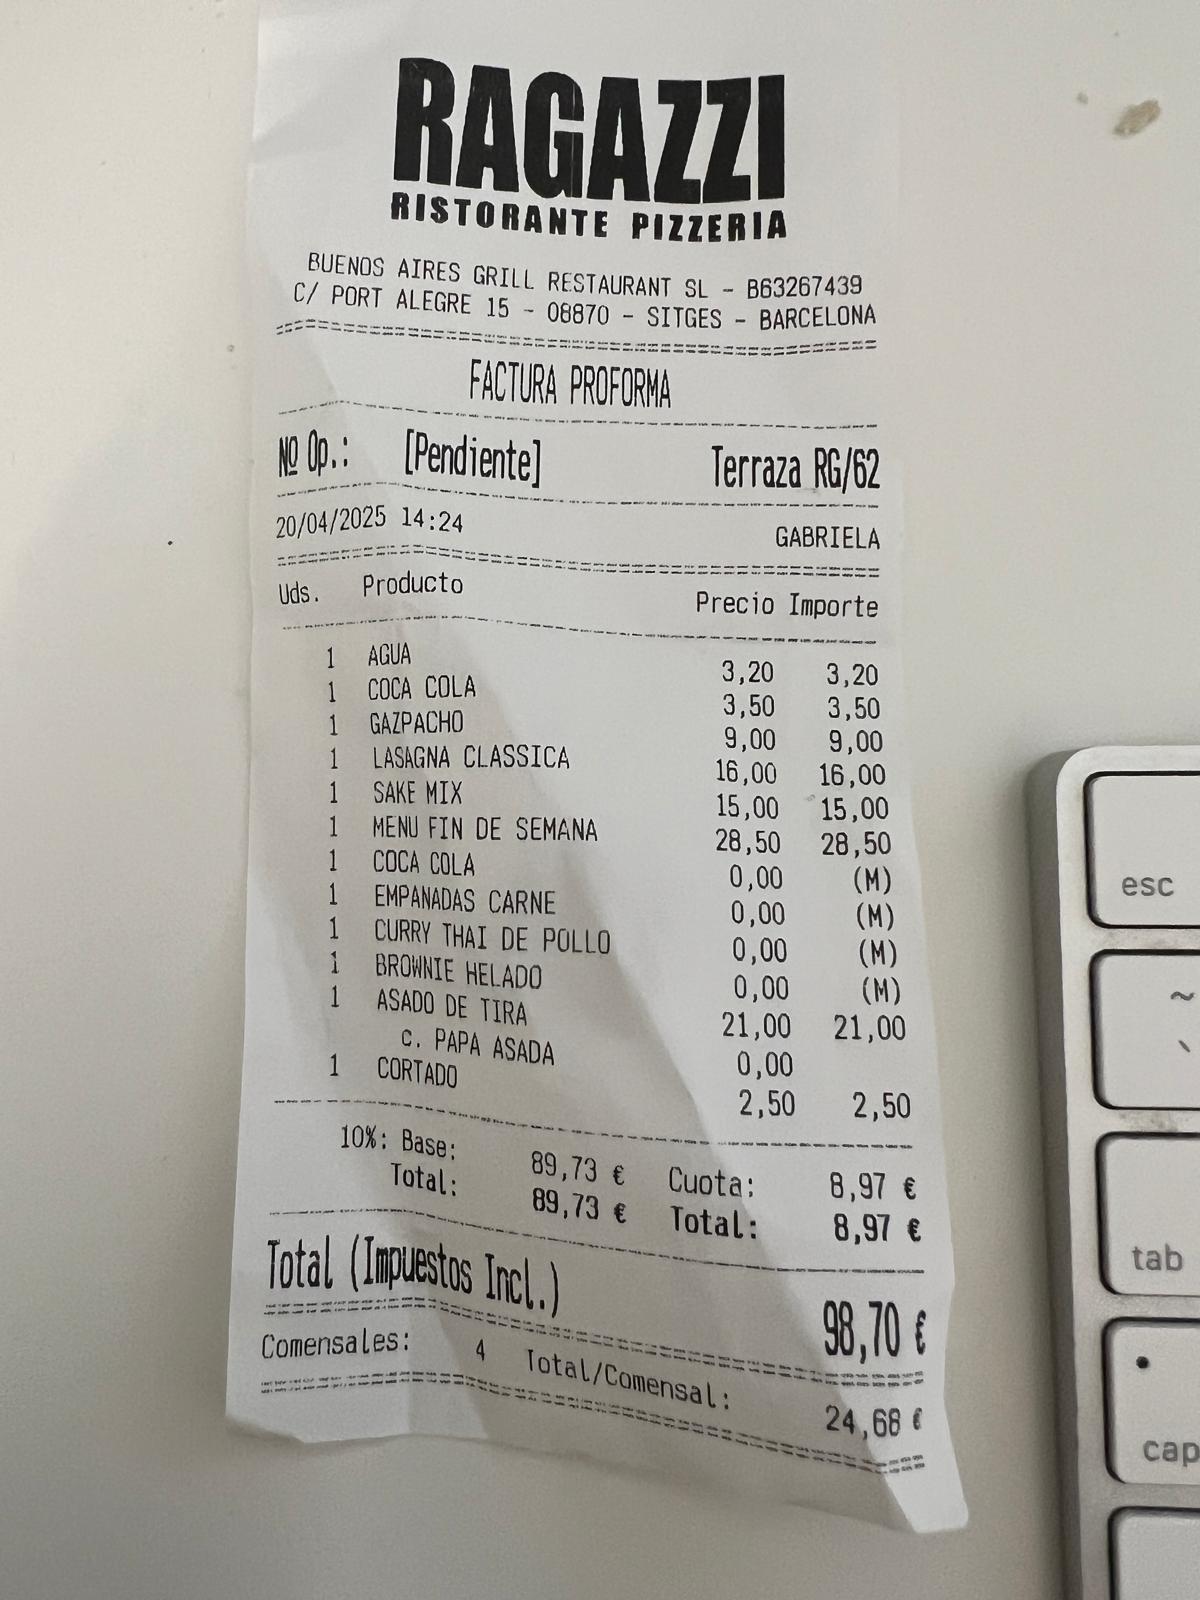 RAGAZZI
RISTORANTE PIZZERIA
BUENOS AIRES GRILL RESTAURANT SL - B63267439
C/ PORT ALEGRE 15 - 08870 - SITGES - BARCELONA
FACTURA PROFORMA
Nº Op.: [Pendiente] Terraza RG/62
20/04/2025 14:24 GABRIELA
Uds. Producto Precio Importe
1 AGUA 3,20 3,20
1 COCA COLA 3,50 3,50
1 GAZPACHO 9,00 9,00
1 LASAGNA CLASSICA 16,00 16,00
1 SAKE MIX 15,00 15,00
1 MENU FIN DE SEMANA 28,50 28,50
1 COCA COLA 0,00 (M)
1 EMPANADAS CARNE 0,00 (M)
1 CURRY THAI DE POLLO 0,00 (M)
1 BROWNIE HELADO 0,00 (M)
1 ASADO DE TIRA 21,00 21,00
c. PAPA ASADA 0,00
1 CORTADO 2,50 2,50
10%: Base: 89,73 € Cuota: 8,97 €
Total: 89,73 € Total: 8,97 €
Total (Impuestos Incl.) 98,70 €
Comensales: 4 Total/Comensal: 24,68 €
esc
~
`
tab
cap